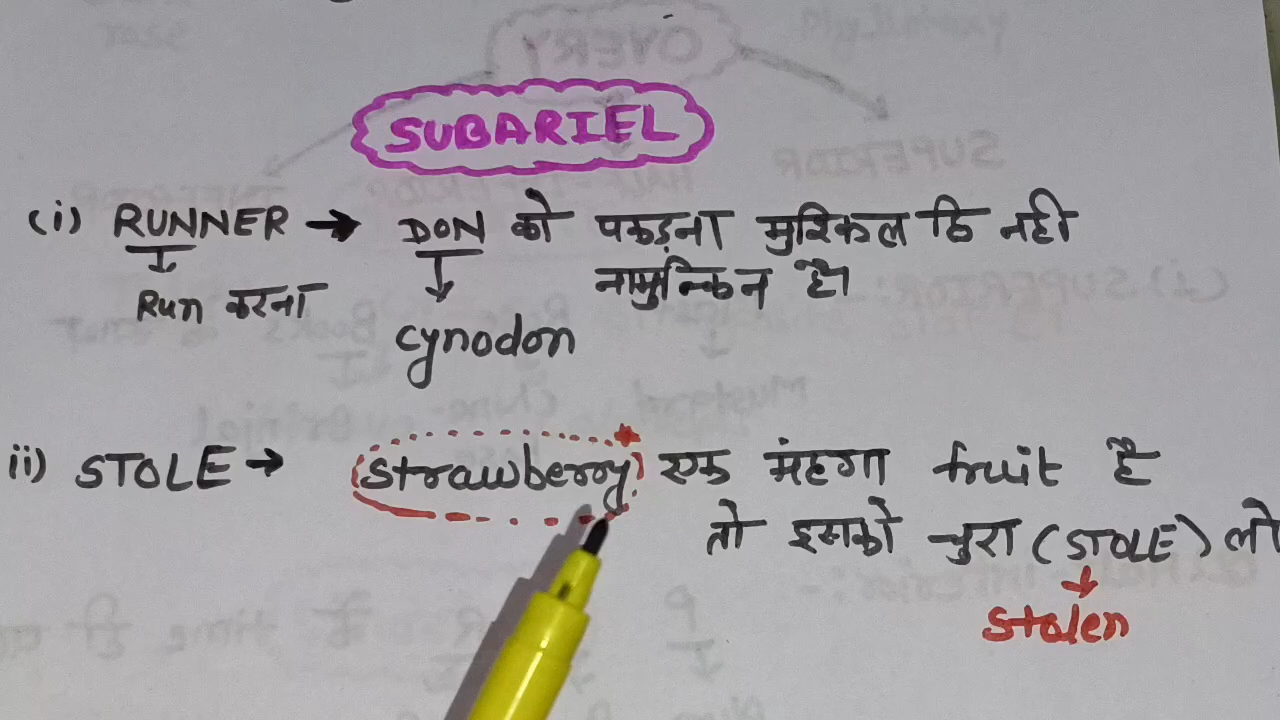 SUBARIEL
(i) RUNNER → DON को पकड़ना मुश्किल हि नही
Run करना नामुम्किन है।
cynodon
ii) STOLE → strawberry एक मंहगा fruit है
तो इसको चुरा (STOLE) लो
stolen